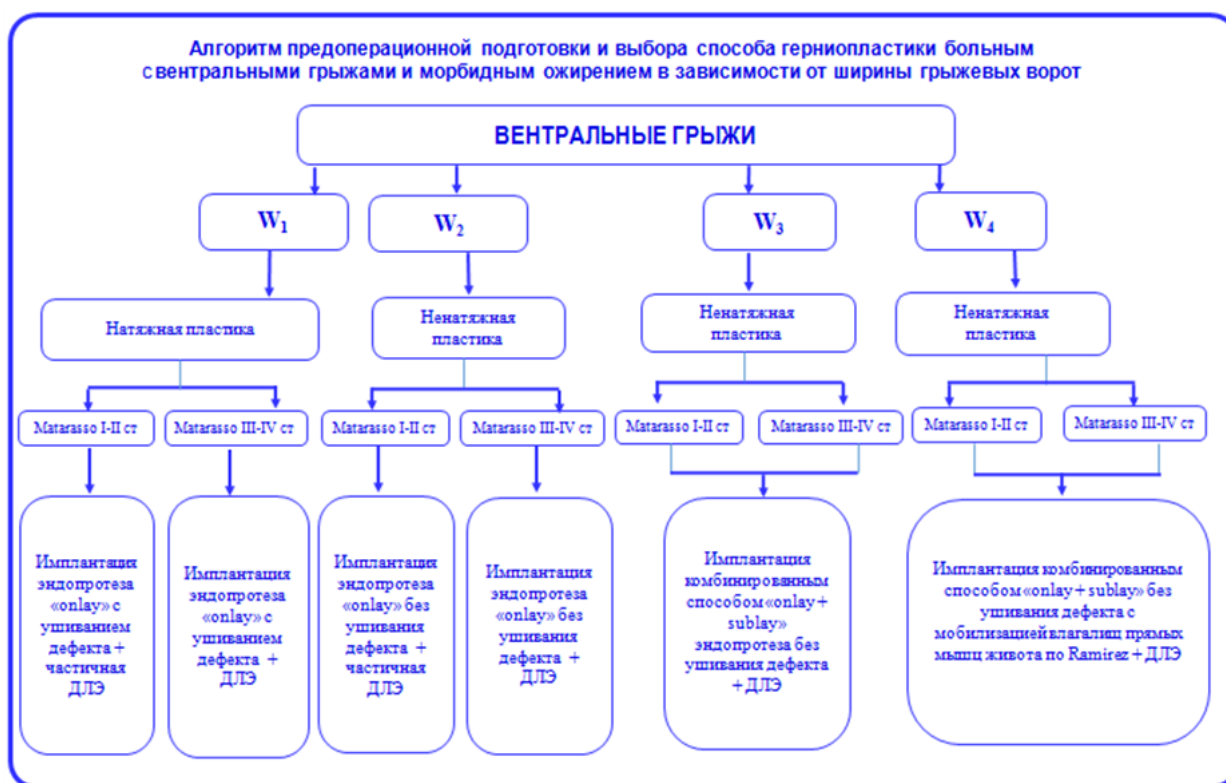 Алгоритм предоперационной подготовки и выбора способа герниопластики больным
с вентральными грыжами и морбидным ожирением в зависимости от ширины грыжевых ворот
ВЕНТРАЛЬНЫЕ ГРЫЖИ
W1
W2
W3
W4
Натяжная пластика
Ненатяжная
пластика
Ненатяжная
пластика
Ненатяжная
пластика
Matarasso I-II ст
Matarasso III-IV ст
Matarasso I-II ст
Matarasso III-IV ст
Matarasso I-II ст
Matarasso III-IV ст
Matarasso I-II ст
Matarasso III-IV ст
Имплантация
эндопротеза
«onlay» с
ушиванием
дефекта +
частичная
ДЛЭ
Имплантация
эндопротеза
«onlay» с
ушиванием
дефекта +
ДЛЭ
Имплантация
эндопротеза
«onlay» без
ушивания
дефекта +
частичная
ДЛЭ
Имплантация
эндопротеза
«onlay» без
ушивания
дефекта +
ДЛЭ
Имплантация
комбинированным
способом «onlay +
sublay»
эндопротеза без
ушивания дефекта
+ ДЛЭ
Имплантация комбинированным
способом «onlay + sublay» без
ушивания дефекта с
мобилизацией влагалищ прямых
мышц живота по Ramirez + ДЛЭ